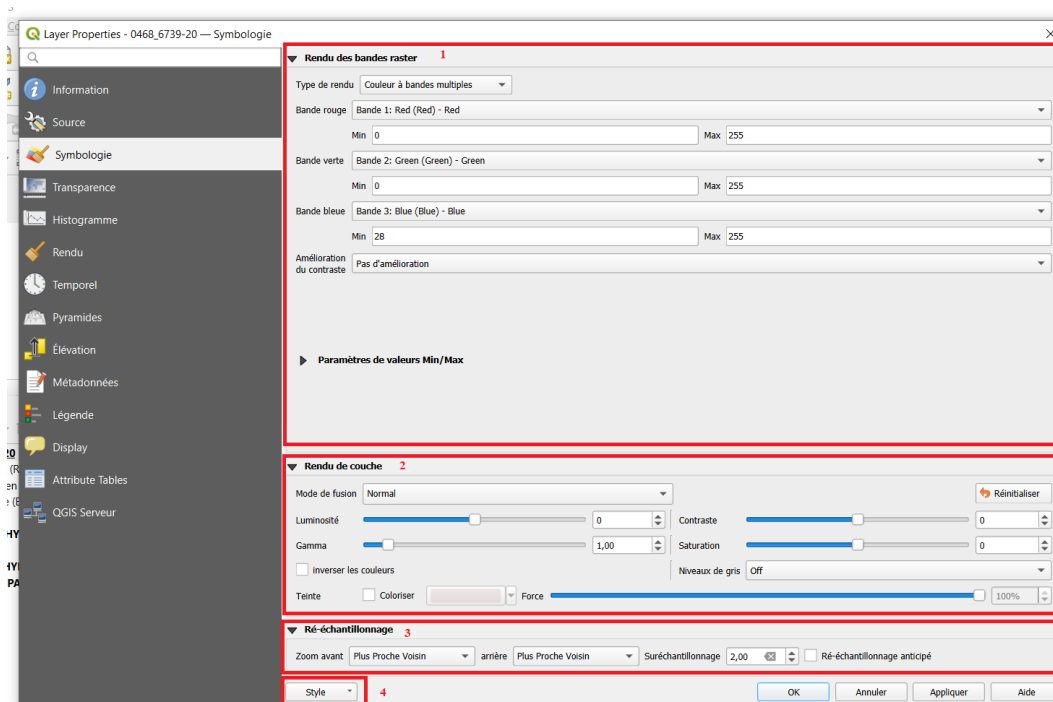 Layer Properties - 0468_6739-20 — Symbologie
Information
Source
Symbologie
Transparence
Histogramme
Rendu
Temporel
Pyramides
Élévation
Métadonnées
Légende
Display
Attribute Tables
QGIS Serveur
Rendu des bandes raster 1
Type de rendu Couleur à bandes multiples
Bande rouge Bande 1: Red (Red) - Red
Min 0 Max 255
Bande verte Bande 2: Green (Green) - Green
Min 0 Max 255
Bande bleue Bande 3: Blue (Blue) - Blue
Min 28 Max 255
Amélioration
du contraste Pas d'amélioration
Paramètres de valeurs Min/Max
Rendu de couche 2
Mode de fusion Normal Réinitialiser
Luminosité 0 Contraste 0
Gamma 1,00 Saturation 0
inverser les couleurs Niveaux de gris Off
Teinte Coloriser Force 100%
Ré-échantillonnage 3
Zoom avant Plus Proche Voisin arrière Plus Proche Voisin Suréchantillonnage 2,00 Ré-échantillonnage anticipé
Style 4 OK Annuler Appliquer Aide